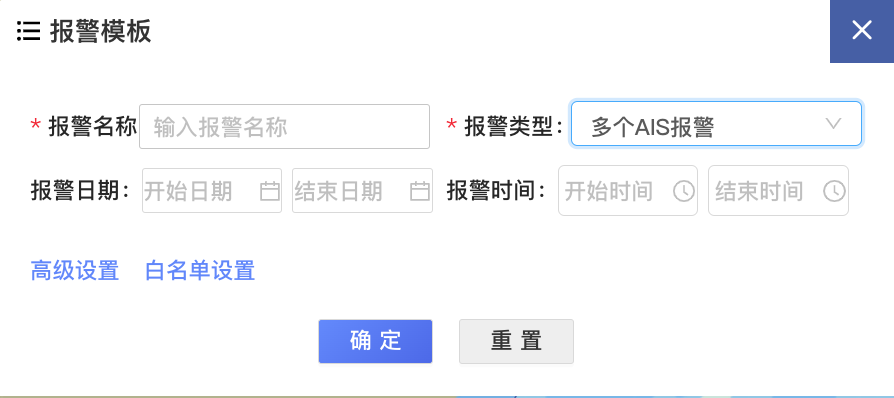 报警模板
* 报警名称 输入报警名称 * 报警类型: 多个AIS报警
报警日期: 开始日期 结束日期 报警时间: 开始时间 结束时间
高级设置 白名单设置
确 定 重 置